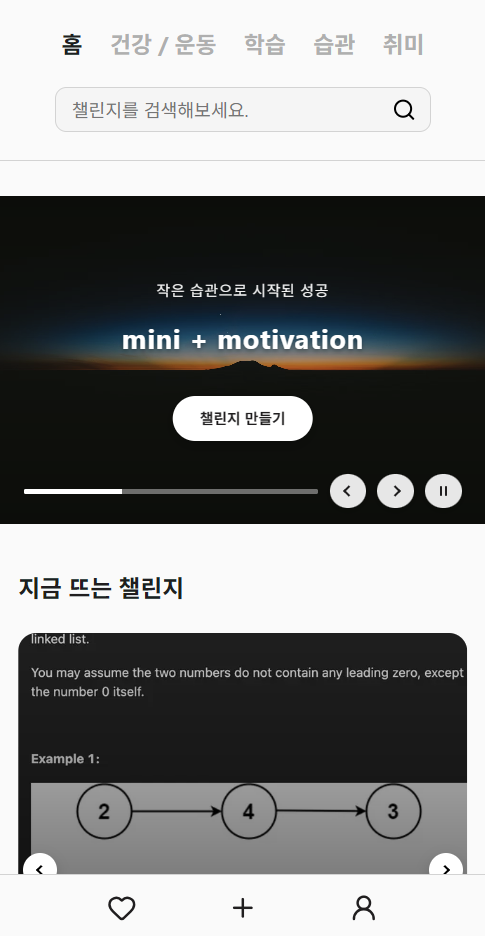 홈 건강 / 운동 학습 습관 취미
챌린지를 검색해보세요.
작은 습관으로 시작된 성공
mini + motivation
챌린지 만들기
지금 뜨는 챌린지
linked list.
You may assume the two numbers do not contain any leading zero, except
the number 0 itself.
Example 1:
2 4 3